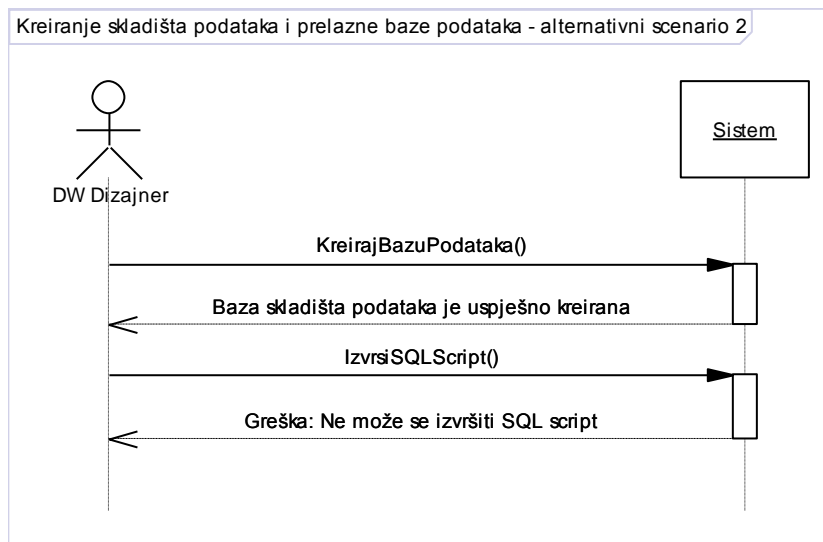 Kreiranje skladišta podataka i prelazne baze podataka - alternativni scenario 2
Sistem
DW Dizajner
KreirajBazuPodataka()
Baza skladišta podataka je uspješno kreirana
IzvrsiSQLScript()
Greška: Ne može se izvršiti SQL script